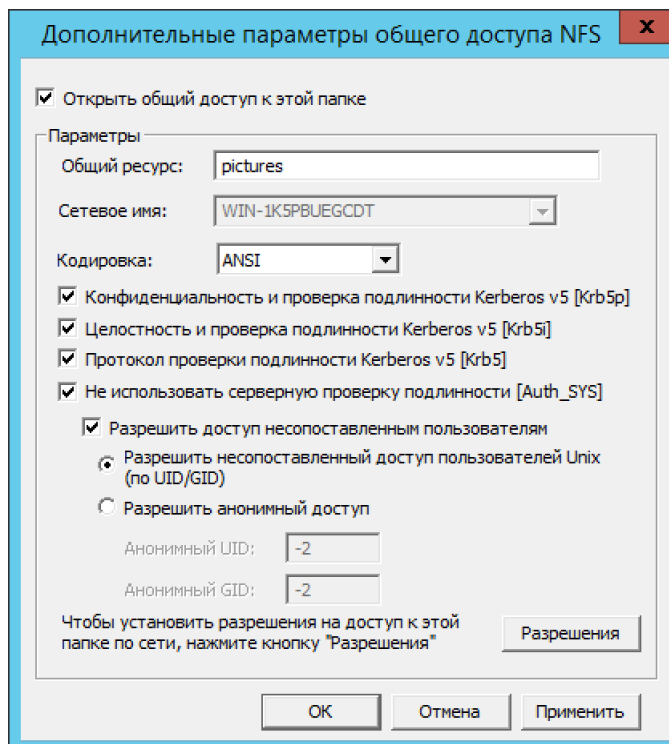 Дополнительные параметры общего доступа NFS
x
Открыть общий доступ к этой папке
Параметры
Общий ресурс: pictures
Сетевое имя: WIN-1K5PBUEGCDT
Кодировка: ANSI
Конфиденциальность и проверка подлинности Kerberos v5 [Krb5p]
Целостность и проверка подлинности Kerberos v5 [Krb5i]
Протокол проверки подлинности Kerberos v5 [Krb5]
Не использовать серверную проверку подлинности [Auth_SYS]
Разрешить доступ несопоставленным пользователям
Разрешить несопоставленный доступ пользователей Unix
(по UID/GID)
Разрешить анонимный доступ
Анонимный UID: -2
Анонимный GID: -2
Чтобы установить разрешения на доступ к этой
папке по сети, нажмите кнопку "Разрешения"
Разрешения
ОК Отмена Применить